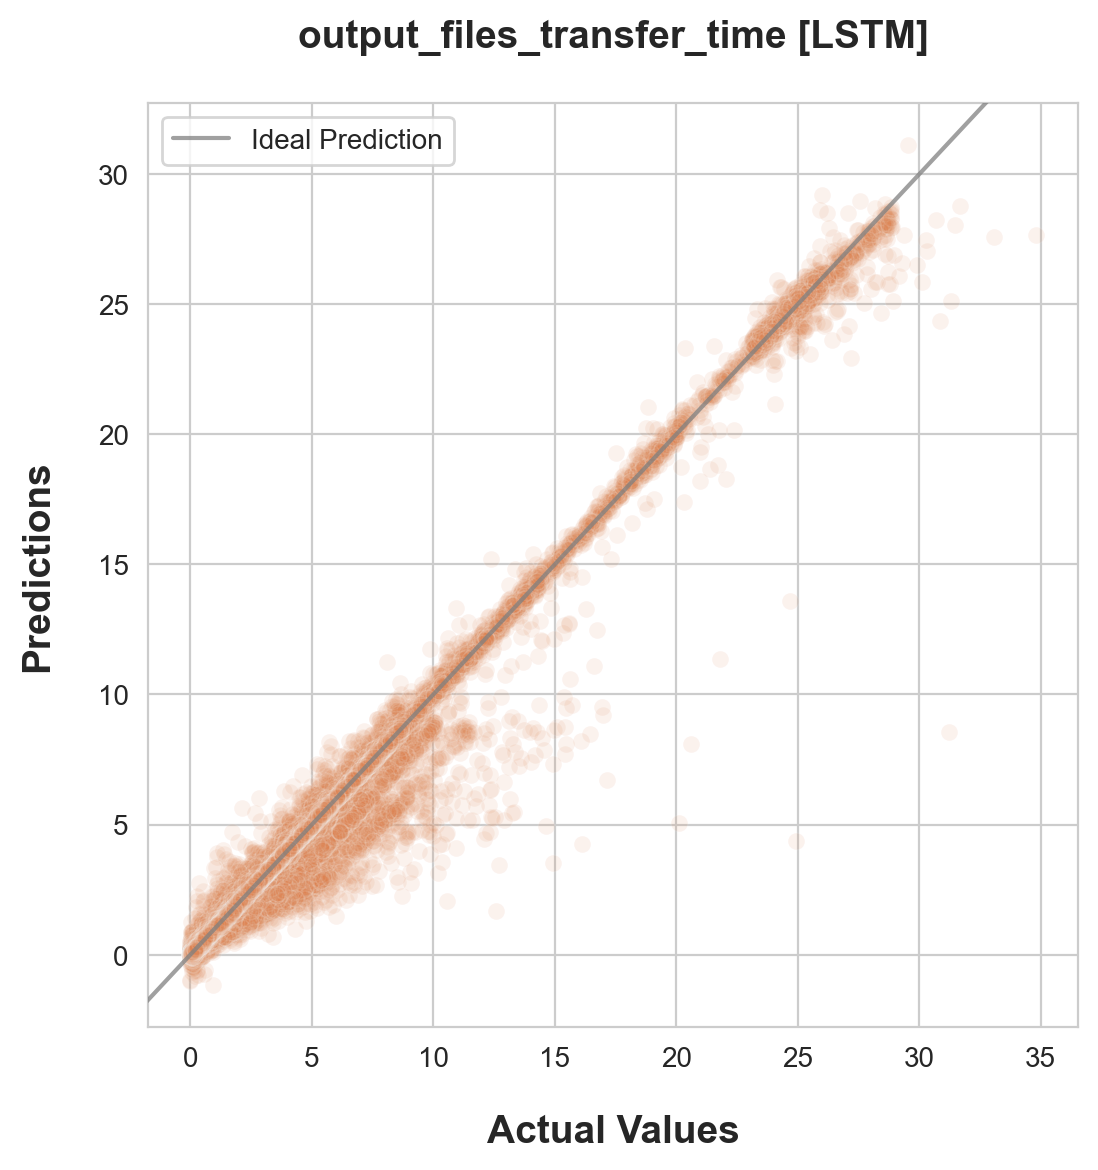 output_files_transfer_time [LSTM]
Ideal Prediction
30
25
20
15
10
5
0
Predictions
0 5 10 15 20 25 30 35
Actual Values